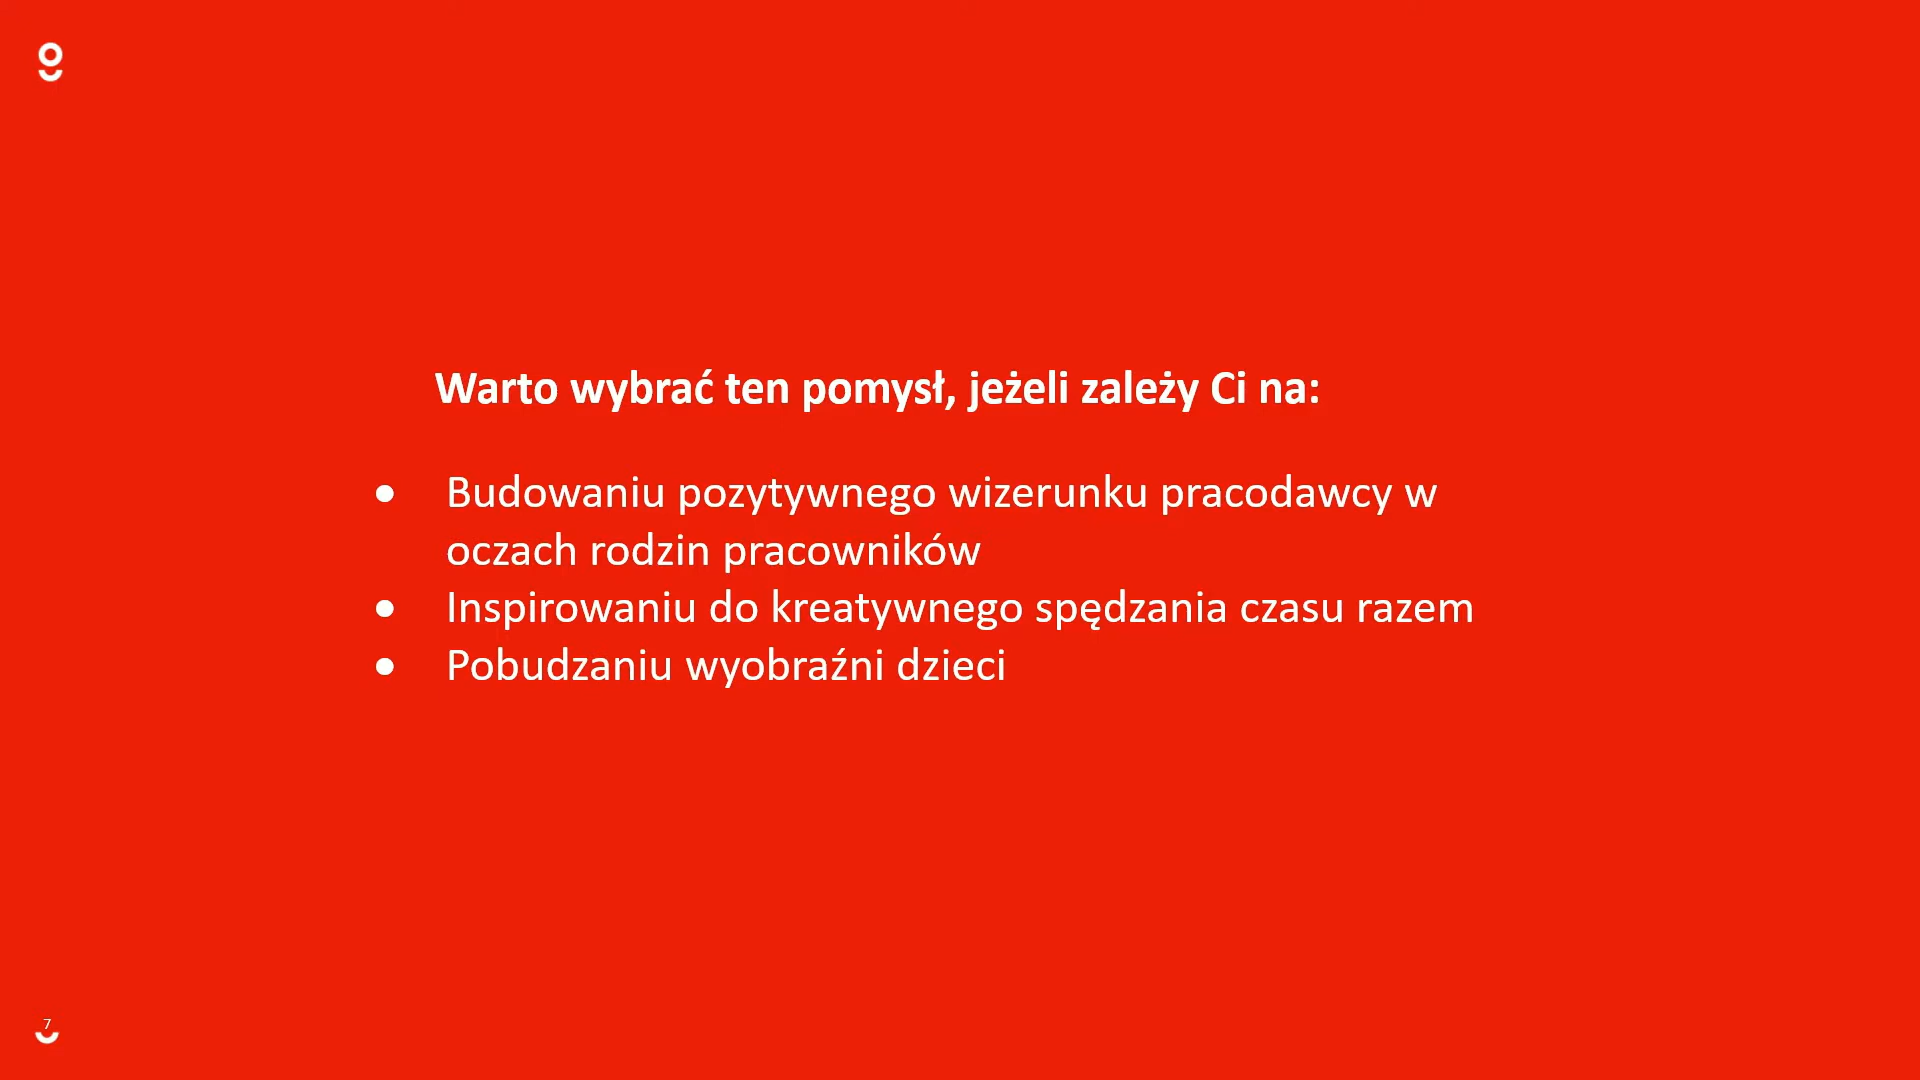 Warto wybrać ten pomysł, jeżeli zależy Ci na:
● Budowaniu pozytywnego wizerunku pracodawcy w
oczach rodzin pracowników
● Inspirowaniu do kreatywnego spędzania czasu razem
● Pobudzaniu wyobraźni dzieci
7